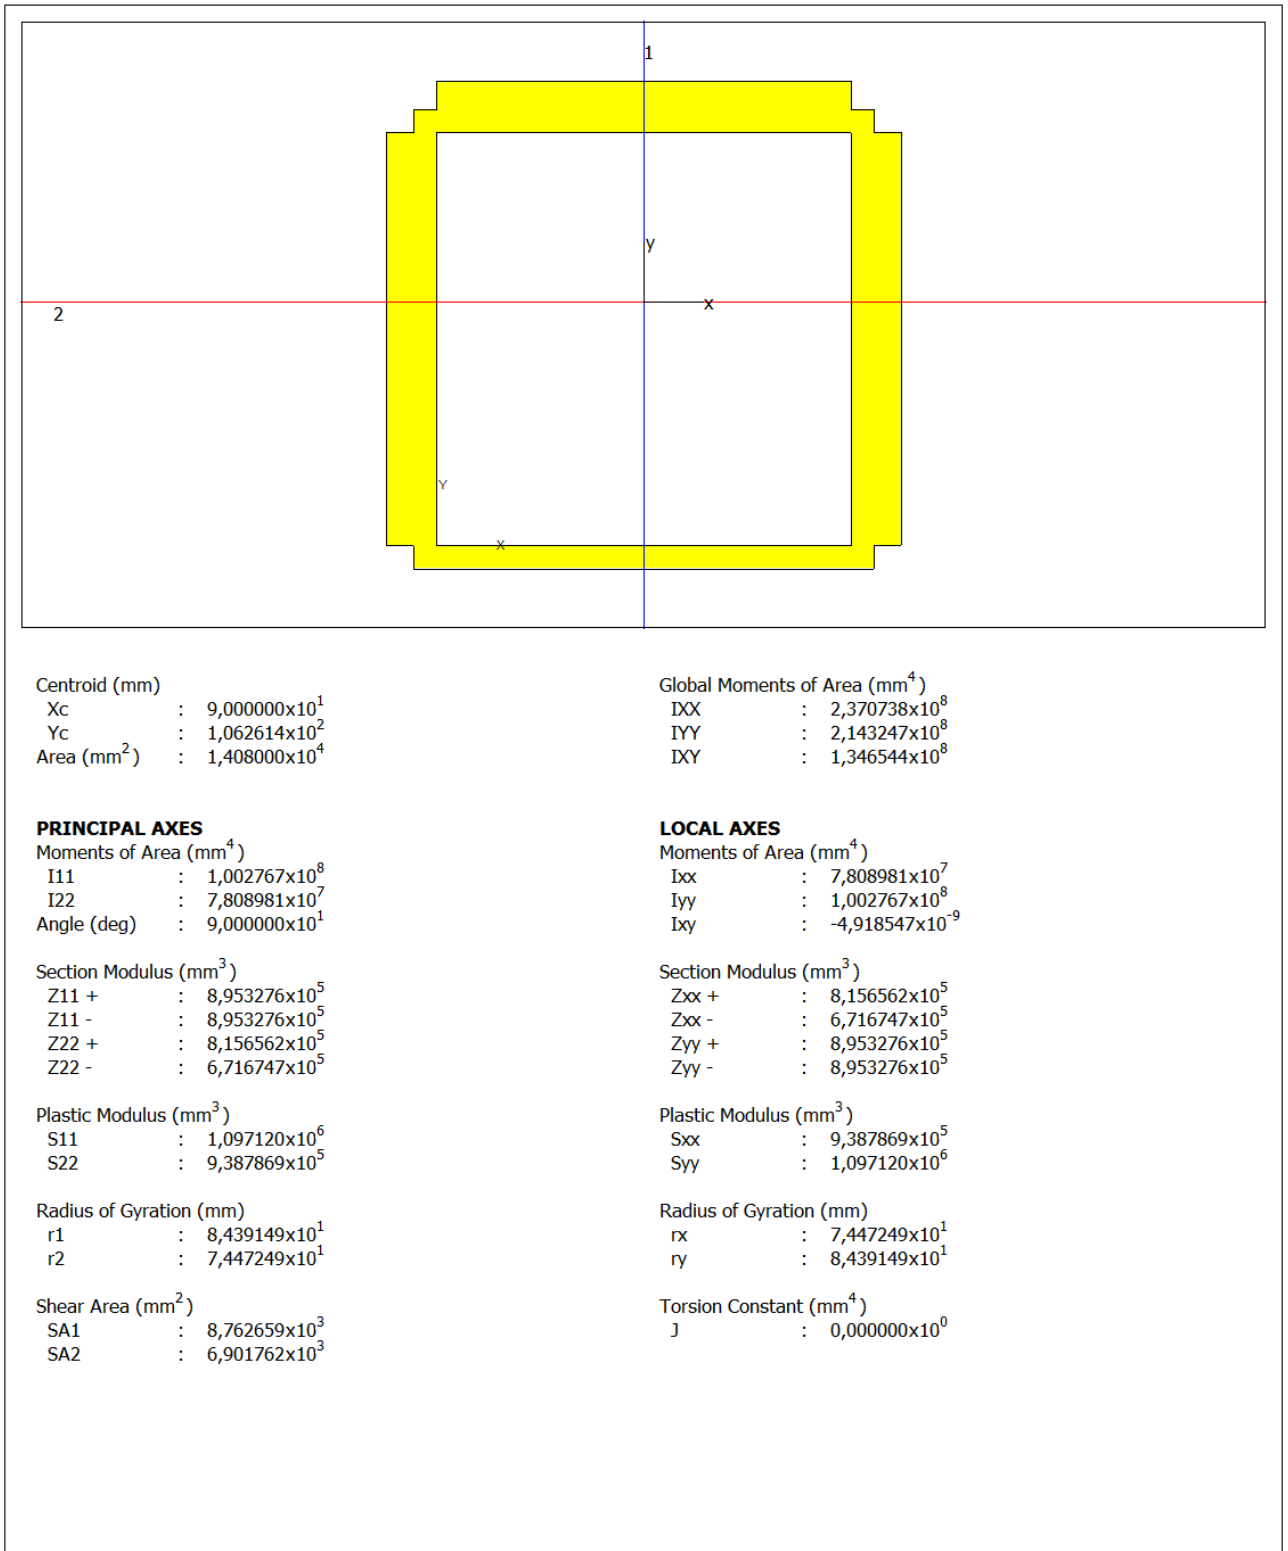 1
y
x
2
Y
X
Centroid (mm)
Xc : 9,000000x10^1
Yc : 1,062614x10^2
Area (mm^2) : 1,408000x10^4
Global Moments of Area (mm^4)
IXX : 2,370738x10^8
IYY : 2,143247x10^8
IXY : 1,346544x10^8
PRINCIPAL AXES
Moments of Area (mm^4)
I11 : 1,002767x10^8
I22 : 7,808981x10^7
Angle (deg) : 9,000000x10^1
Section Modulus (mm^3)
Z11 + : 8,953276x10^5
Z11 - : 8,953276x10^5
Z22 + : 8,156562x10^5
Z22 - : 6,716747x10^5
Plastic Modulus (mm^3)
S11 : 1,097120x10^6
S22 : 9,387869x10^5
Radius of Gyration (mm)
r1 : 8,439149x10^1
r2 : 7,447249x10^1
Shear Area (mm^2)
SA1 : 8,762659x10^3
SA2 : 6,901762x10^3
LOCAL AXES
Moments of Area (mm^4)
Ixx : 7,808981x10^7
Iyy : 1,002767x10^8
Ixy : -4,918547x10^-9
Section Modulus (mm^3)
Zxx + : 8,156562x10^5
Zxx - : 6,716747x10^5
Zyy + : 8,953276x10^5
Zyy - : 8,953276x10^5
Plastic Modulus (mm^3)
Sxx : 9,387869x10^5
Syy : 1,097120x10^6
Radius of Gyration (mm)
rx : 7,447249x10^1
ry : 8,439149x10^1
Torsion Constant (mm^4)
J : 0,000000x10^0